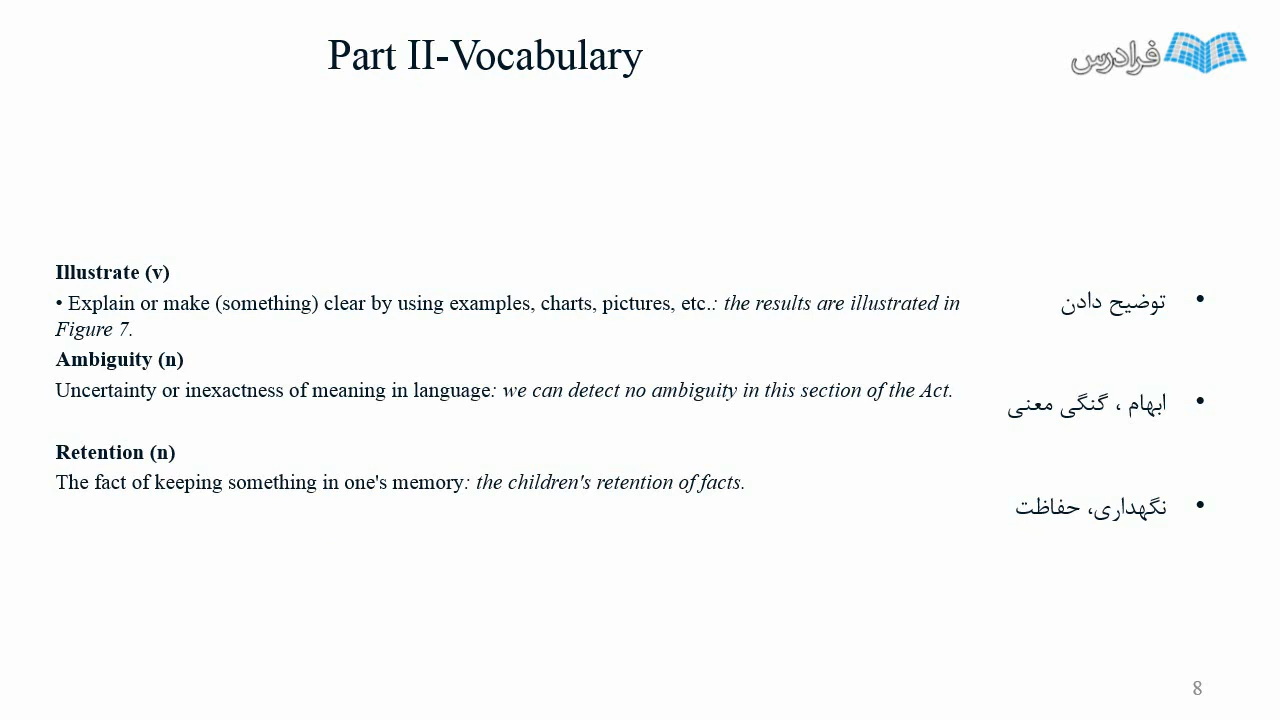 Part II-Vocabulary
فرادرس
Illustrate (v)
• Explain or make (something) clear by using examples, charts, pictures, etc.: the results are illustrated in
Figure 7.
Ambiguity (n)
Uncertainty or inexactness of meaning in language: we can detect no ambiguity in this section of the Act.
Retention (n)
The fact of keeping something in one's memory: the children's retention of facts.
• توضیح دادن
• ابهام ، گنگی معنی
• نگهداری، حفاظت
8